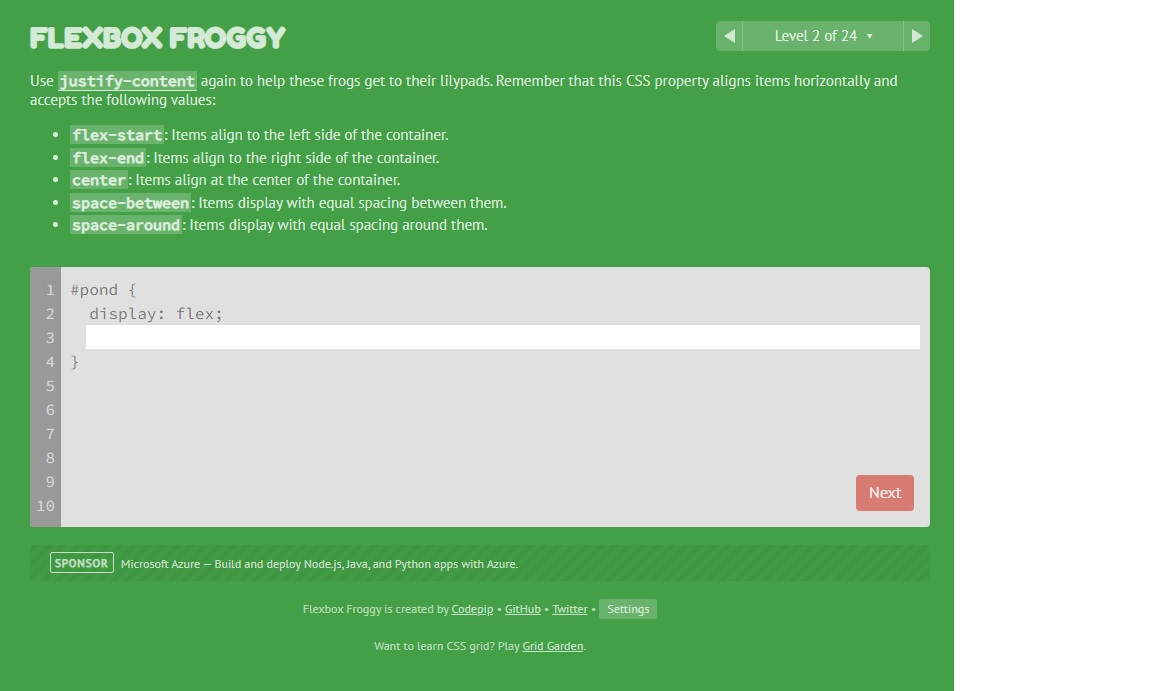 FLEXBOX FROGGY
◀ Level 2 of 24 ▾ ▶
Use justify-content again to help these frogs get to their lilypads. Remember that this CSS property aligns items horizontally and
accepts the following values:
• flex-start: Items align to the left side of the container.
• flex-end: Items align to the right side of the container.
• center: Items align at the center of the container.
• space-between: Items display with equal spacing between them.
• space-around: Items display with equal spacing around them.
1 #pond {
2 display: flex;
3
4 }
5
6
7
8
9
10
Next
SPONSOR Microsoft Azure — Build and deploy Node.js, Java, and Python apps with Azure.
Flexbox Froggy is created by Codepip • GitHub • Twitter • Settings
Want to learn CSS grid? Play Grid Garden.